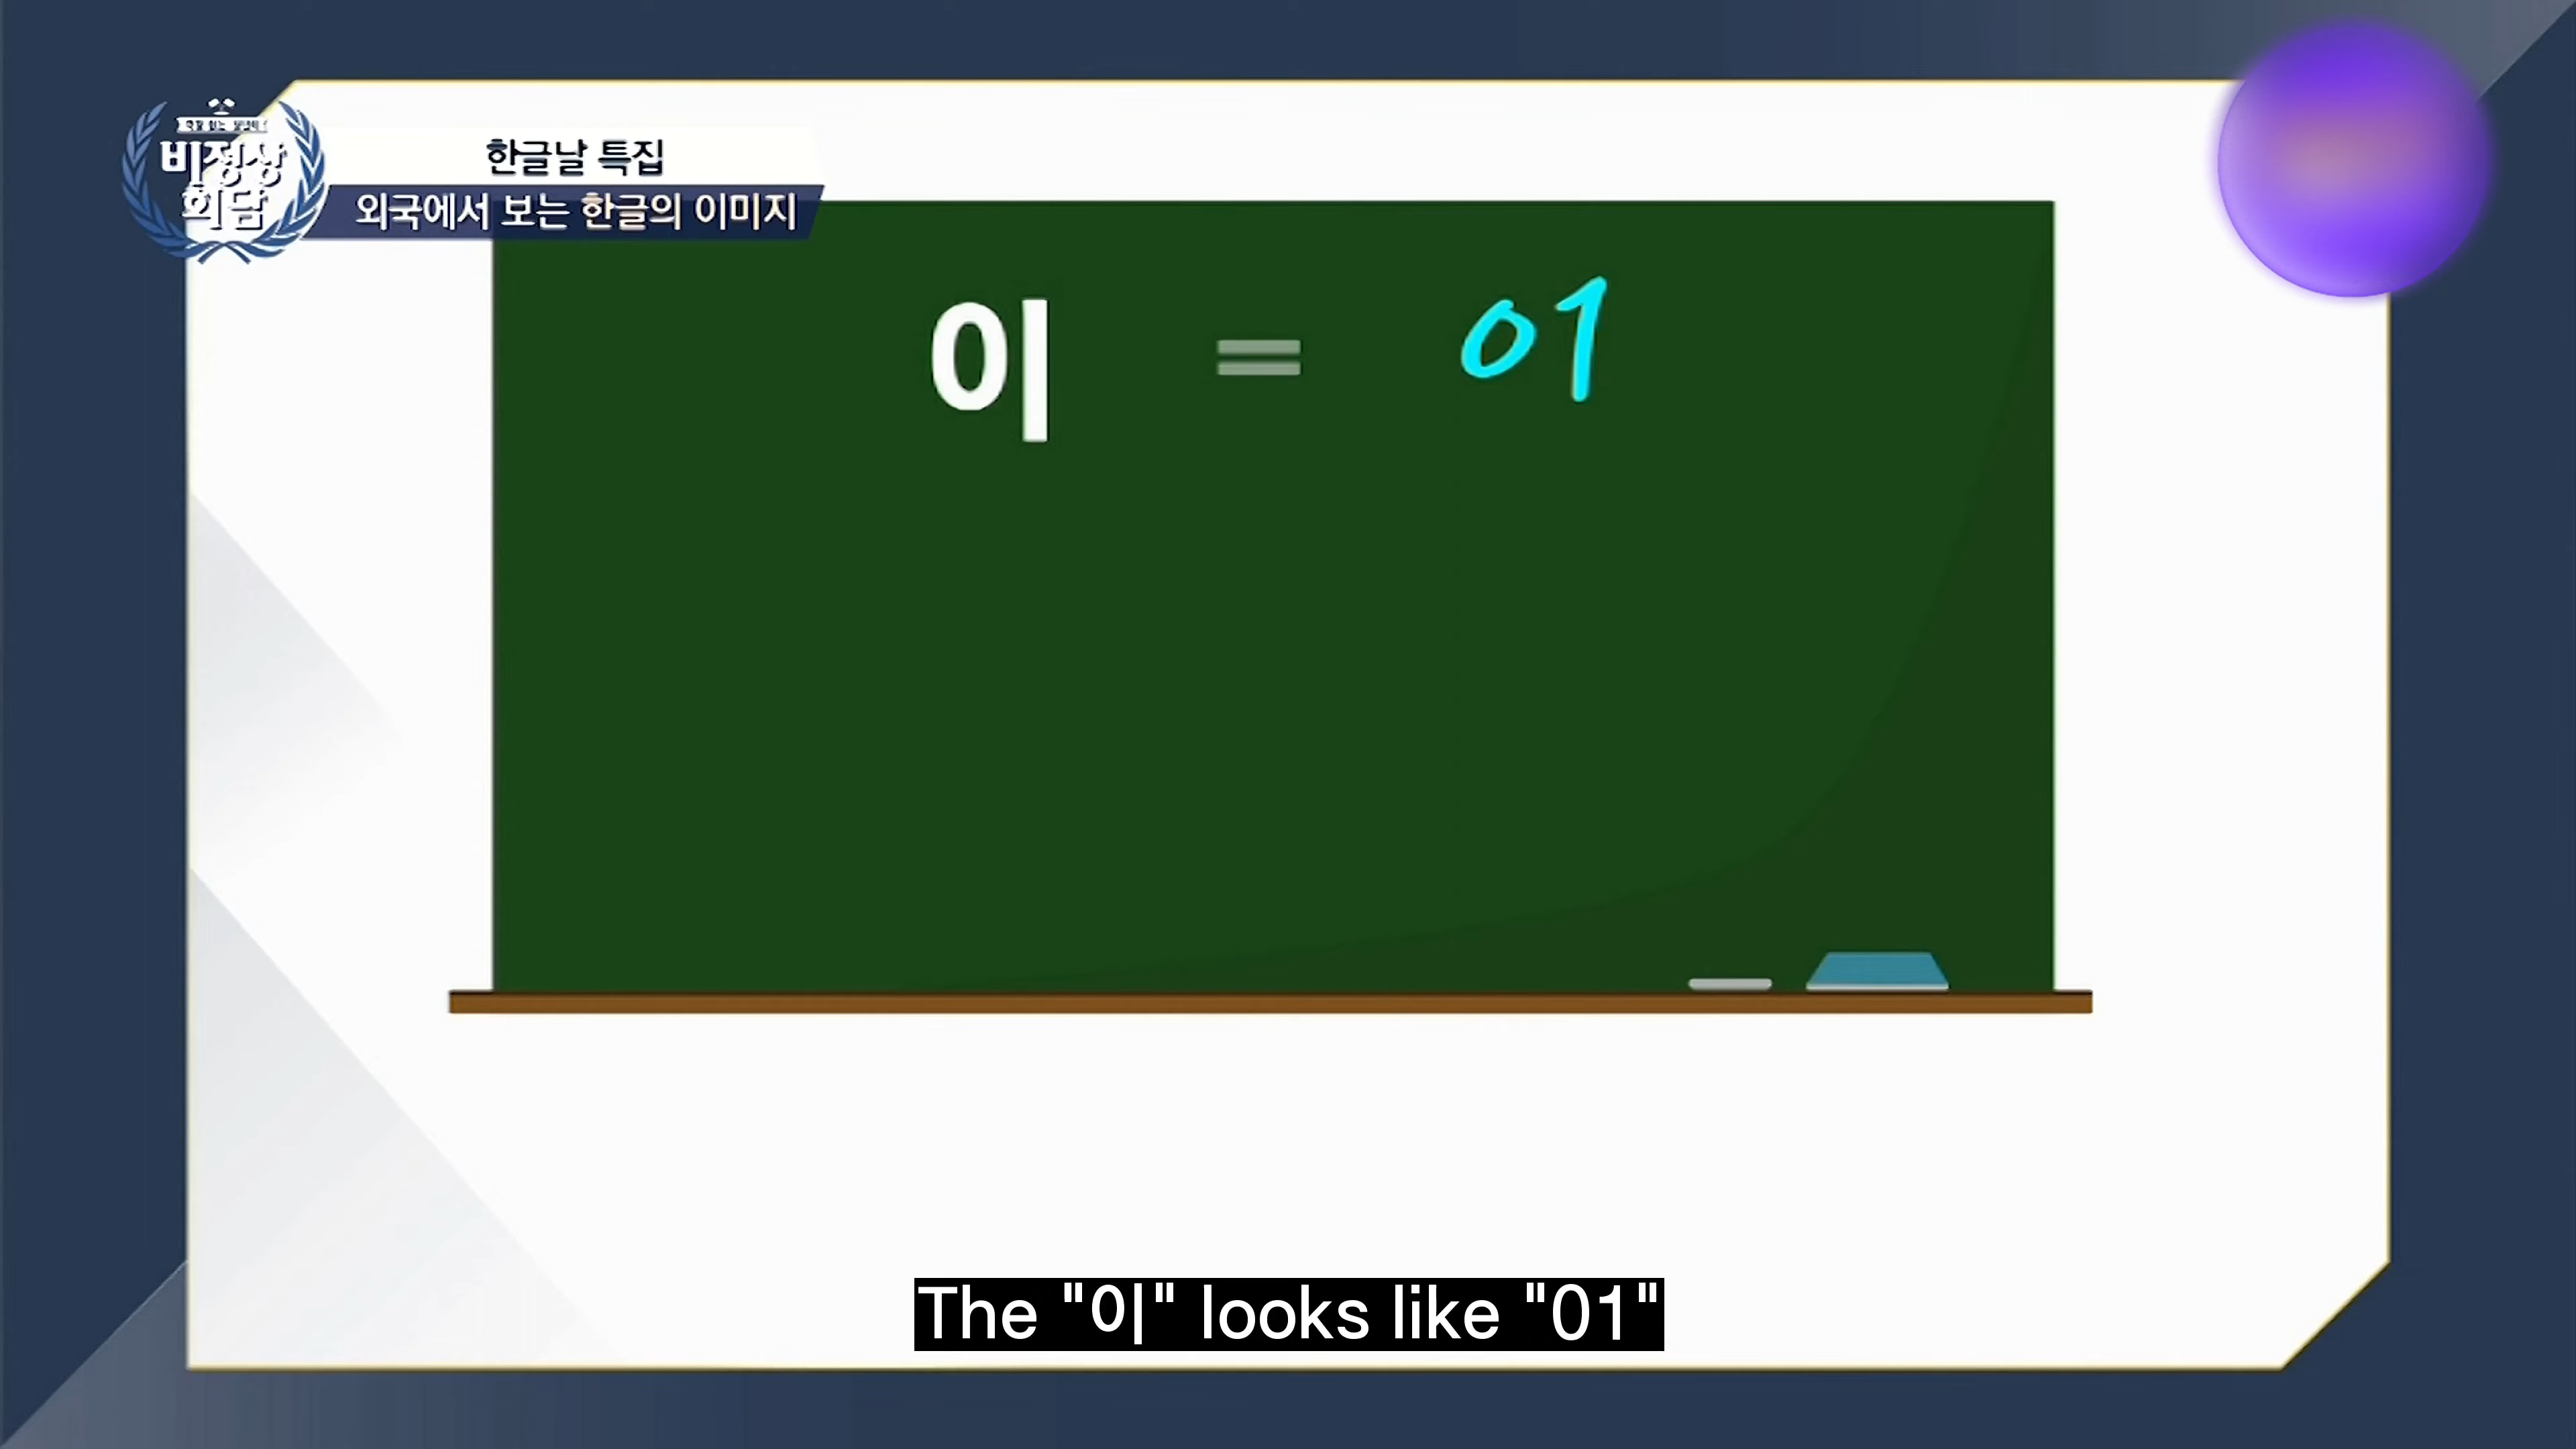 비정상
회담
한글날 특집
외국에서 보는 한글의 이미지
이 = 01
The "이" looks like "01"